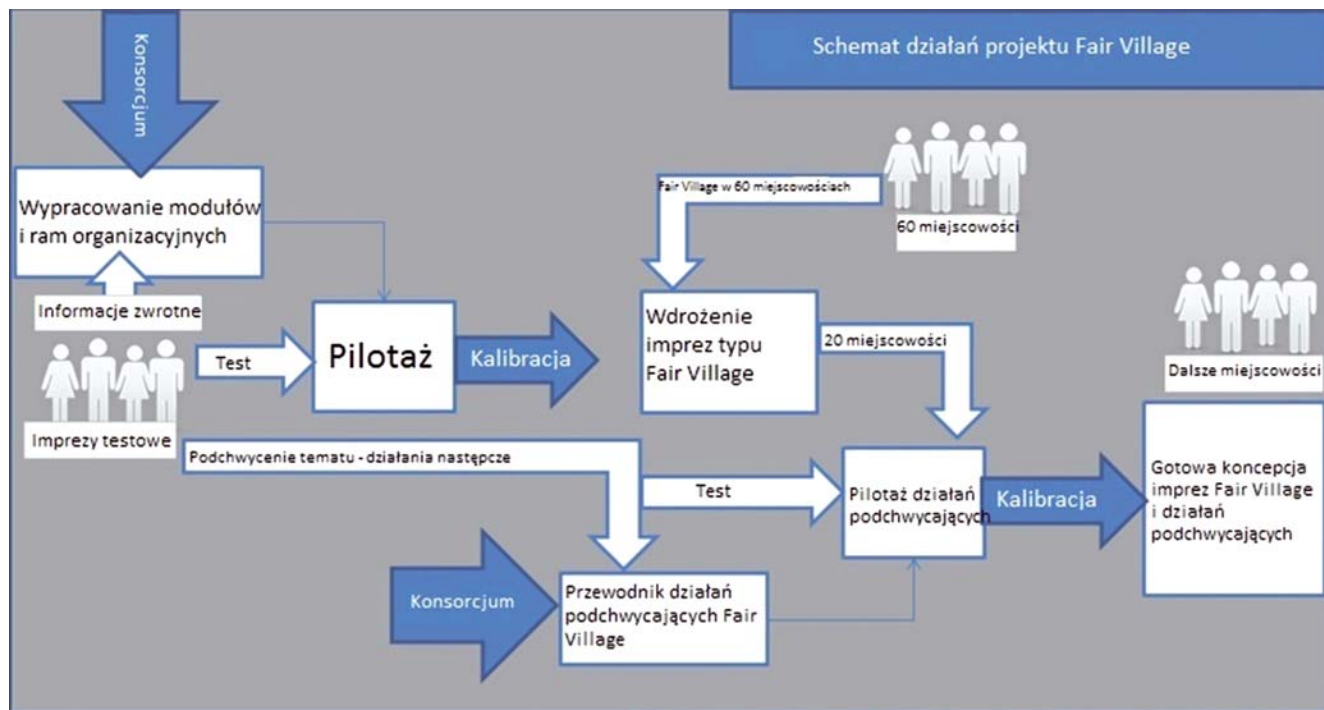 Konsorcjum
Schemat działań projektu Fair Village
Wypracowanie modułów
i ram organizacyjnych
Fair Village w 60 miejscowościach
60 miejscowości
Informacje zwrotne
Test
Pilotaż
Kalibracja
Wdrożenie
imprez typu
Fair Village
20 miejscowości
Dalsze miejscowości
Imprezy testowe
Podchwycenie tematu - działania następcze
Test
Pilotaż działań
podchwycających
Kalibracja
Gotowa koncepcja
imprez Fair Village
i działań
podchwycających
Konsorcjum
Przewodnik działań
podchwycających Fair
Village